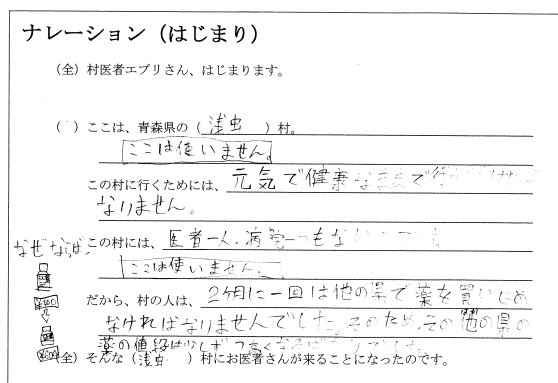 ナレーション（はじまり）
（全）村医者エブリさん、はじまります。
（ ）ここは、青森県の（浅虫）村。
ここは使いません。
この村に行くためには、元気で健康なままで
なりません。
なぜならば、この村には、医者一人、病院一つもない
ここは使いません。
だから、村の人は、2ヶ月に一回は他の県で薬を買いに
なければなりませんでした。そのため、その他の県の
薬の値段は少しずつ高く
（全）そんな（浅虫）村にお医者さんが来ることになったのです。